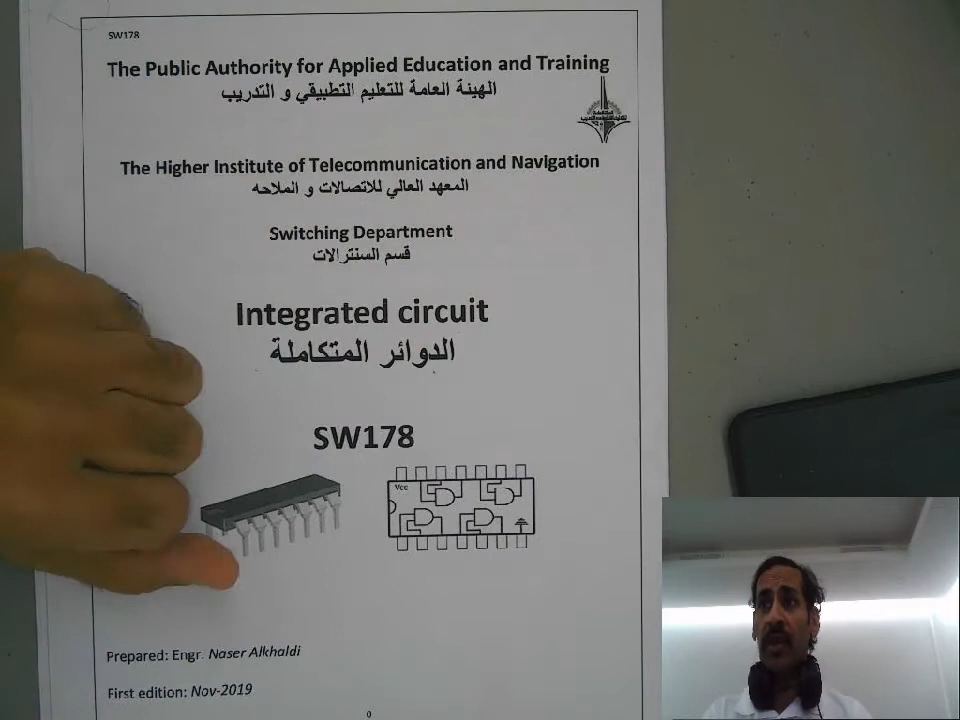 SW178
The Public Authority for Applied Education and Training
الهيئة العامة للتعليم التطبيقي و التدريب
The Higher Institute of Telecommunication and Navigation
المعهد العالي للاتصالات و الملاحه
Switching Department
قسم السنترالات
Integrated circuit
الدوائر المتكاملة
SW178
Vcc
Prepared: Engr. Naser Alkhaldi
First edition: Nov-2019
0